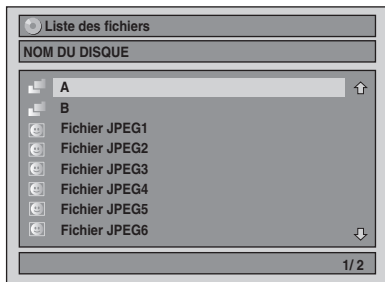 Liste des fichiers
NOM DU DISQUE
A
B
Fichier JPEG1
Fichier JPEG2
Fichier JPEG3
Fichier JPEG4
Fichier JPEG5
Fichier JPEG6
1/ 2